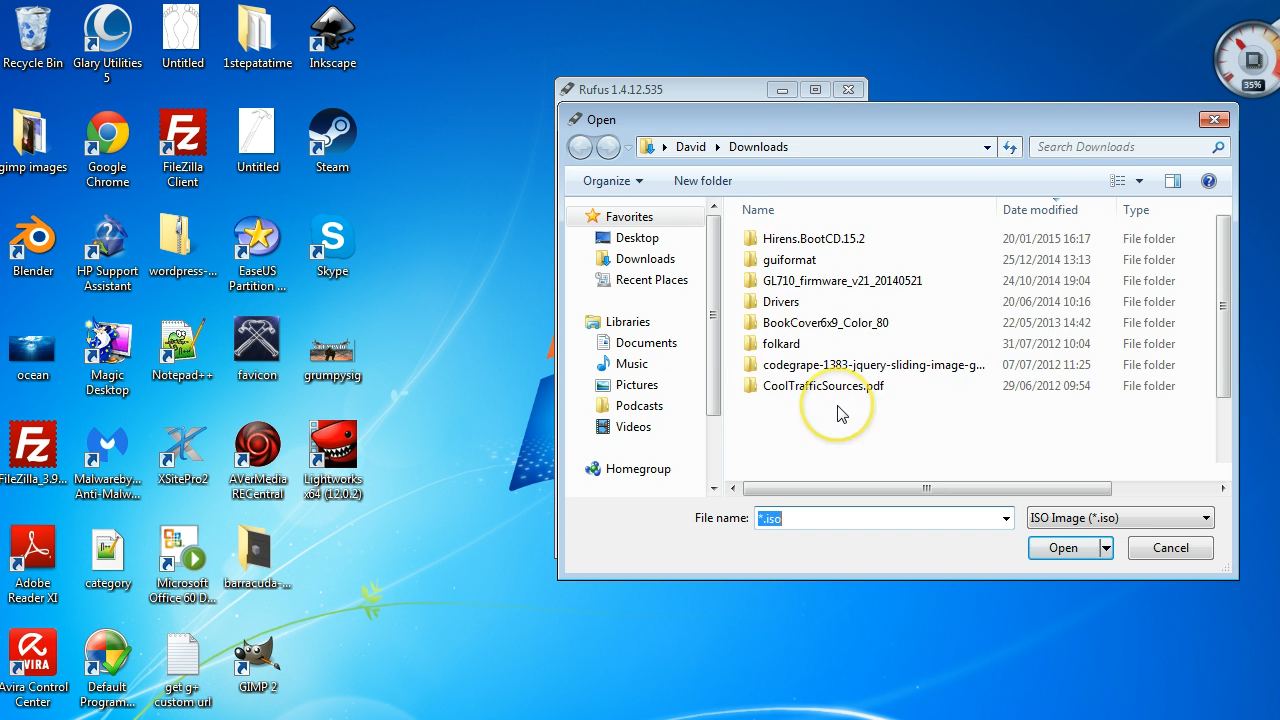 Recycle Bin
Glary Utilities
5
Untitled
1stepatatime
Inkscape
gimp images
Google
Chrome
FileZilla
Client
Untitled
Steam
Blender
HP Support
Assistant
wordpress-...
EaseUS
Partition ...
Skype
ocean
Magic
Desktop
Notepad++
favicon
grumpysig
FileZilla_3.9...
Malwareby...
Anti-Malw...
XSitePro2
AVerMedia
RECentral
Lightworks
x64 (12.0.2)
Adobe
Reader XI
category
Microsoft
Office 60 D...
barracuda-...
Avira Control
Center
Default
Program...
get g+
custom url
GIMP 2
35%
Rufus 1.4.12.535
Open
David
Downloads
Search Downloads
Organize
New folder
Favorites
Desktop
Downloads
Recent Places
Libraries
Documents
Music
Pictures
Podcasts
Videos
Homegroup
Name Date modified Type
Hirens.BootCD.15.2 20/01/2015 16:17 File folder
guiformat 25/12/2014 13:13 File folder
GL710_firmware_v21_20140521 24/10/2014 19:04 File folder
Drivers 20/06/2014 10:16 File folder
BookCover6x9_Color_80 22/05/2013 14:42 File folder
folkard 31/07/2012 10:04 File folder
codegrape-1383-jquery-sliding-image-g... 07/07/2012 11:25 File folder
CoolTrafficSources.pdf 29/06/2012 09:54 File folder
File name: *.iso ISO Image (*.iso)
Open Cancel